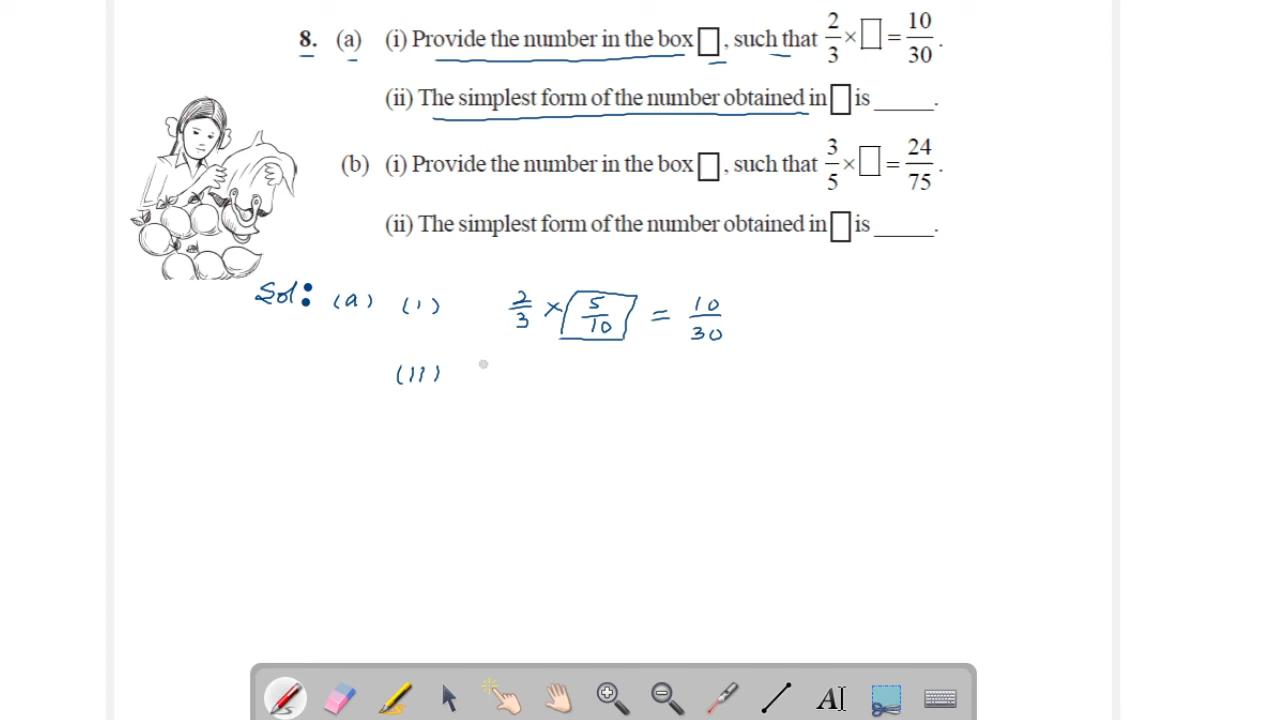 8. (a) (i) Provide the number in the box □, such that 2/3 × □ = 10/30.
(ii) The simplest form of the number obtained in □ is _____.
(b) (i) Provide the number in the box □, such that 3/5 × □ = 24/75.
(ii) The simplest form of the number obtained in □ is _____.
Sol: (a) (i) 2/3 × 5/10 = 10/30
(ii)
A